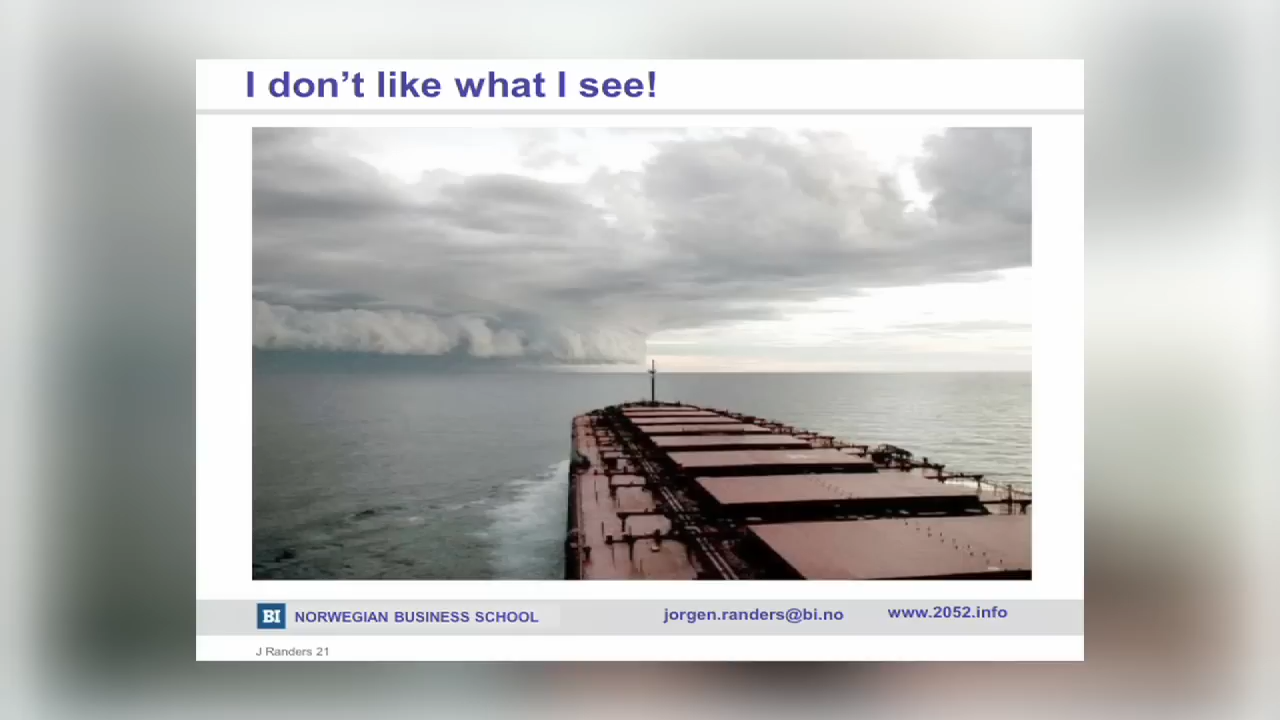 I don't like what I see!
BI NORWEGIAN BUSINESS SCHOOL jorgen.randers@bi.no www.2052.info
J Randers 21